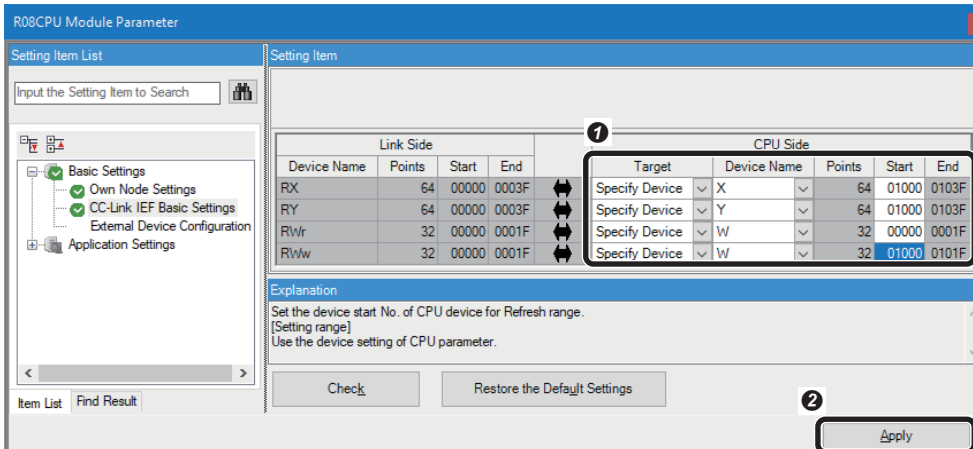 R08CPU Module Parameter
Setting Item List
Setting Item
Input the Setting Item to Search
Basic Settings
Own Node Settings
CC-Link IEF Basic Settings
External Device Configuration
Application Settings
Item List Find Result
❶
Link Side CPU Side
Device Name Points Start End Target Device Name Points Start End
RX 64 00000 0003F Specify Device X 64 01000 0103F
RY 64 00000 0003F Specify Device Y 64 01000 0103F
RWr 32 00000 0001F Specify Device W 32 00000 0001F
RWw 32 00000 0001F Specify Device W 32 01000 0101F
Explanation
Set the device start No. of CPU device for Refresh range.
[Setting range]
Use the device setting of CPU parameter.
Check Restore the Default Settings
❷
Apply